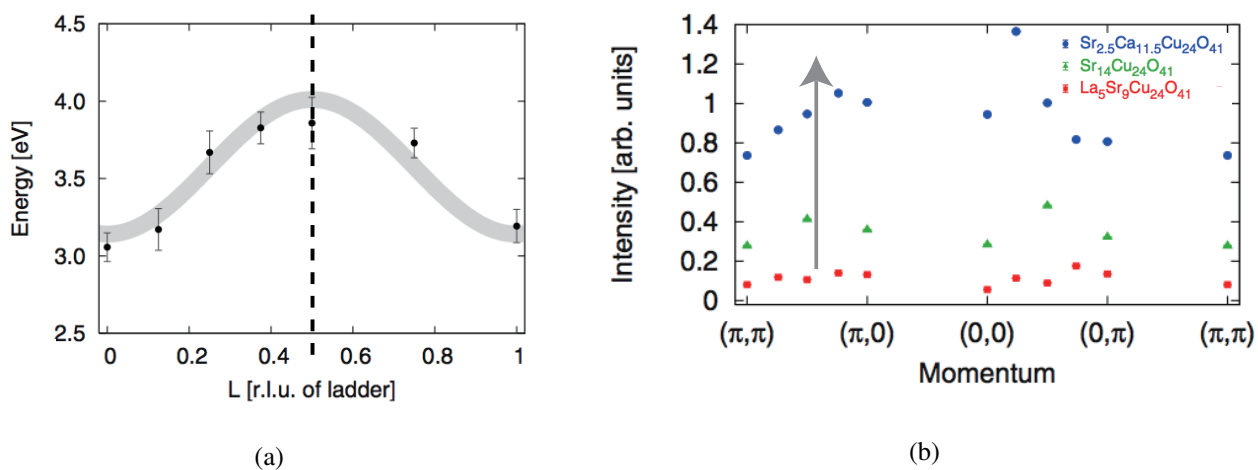 4.5
4.0
3.5
3.0
2.5
Energy [eV]
0 0.2 0.4 0.6 0.8 1
L [r.l.u. of ladder]
(a)
1.4
1.2
1
0.8
0.6
0.4
0.2
0
Intensity [arb. units]
Sr2.5Ca11.5Cu24O41
Sr14Cu24O41
La5Sr9Cu24O41
(π,π) (π,0) (0,0) (0,π) (π,π)
Momentum
(b)